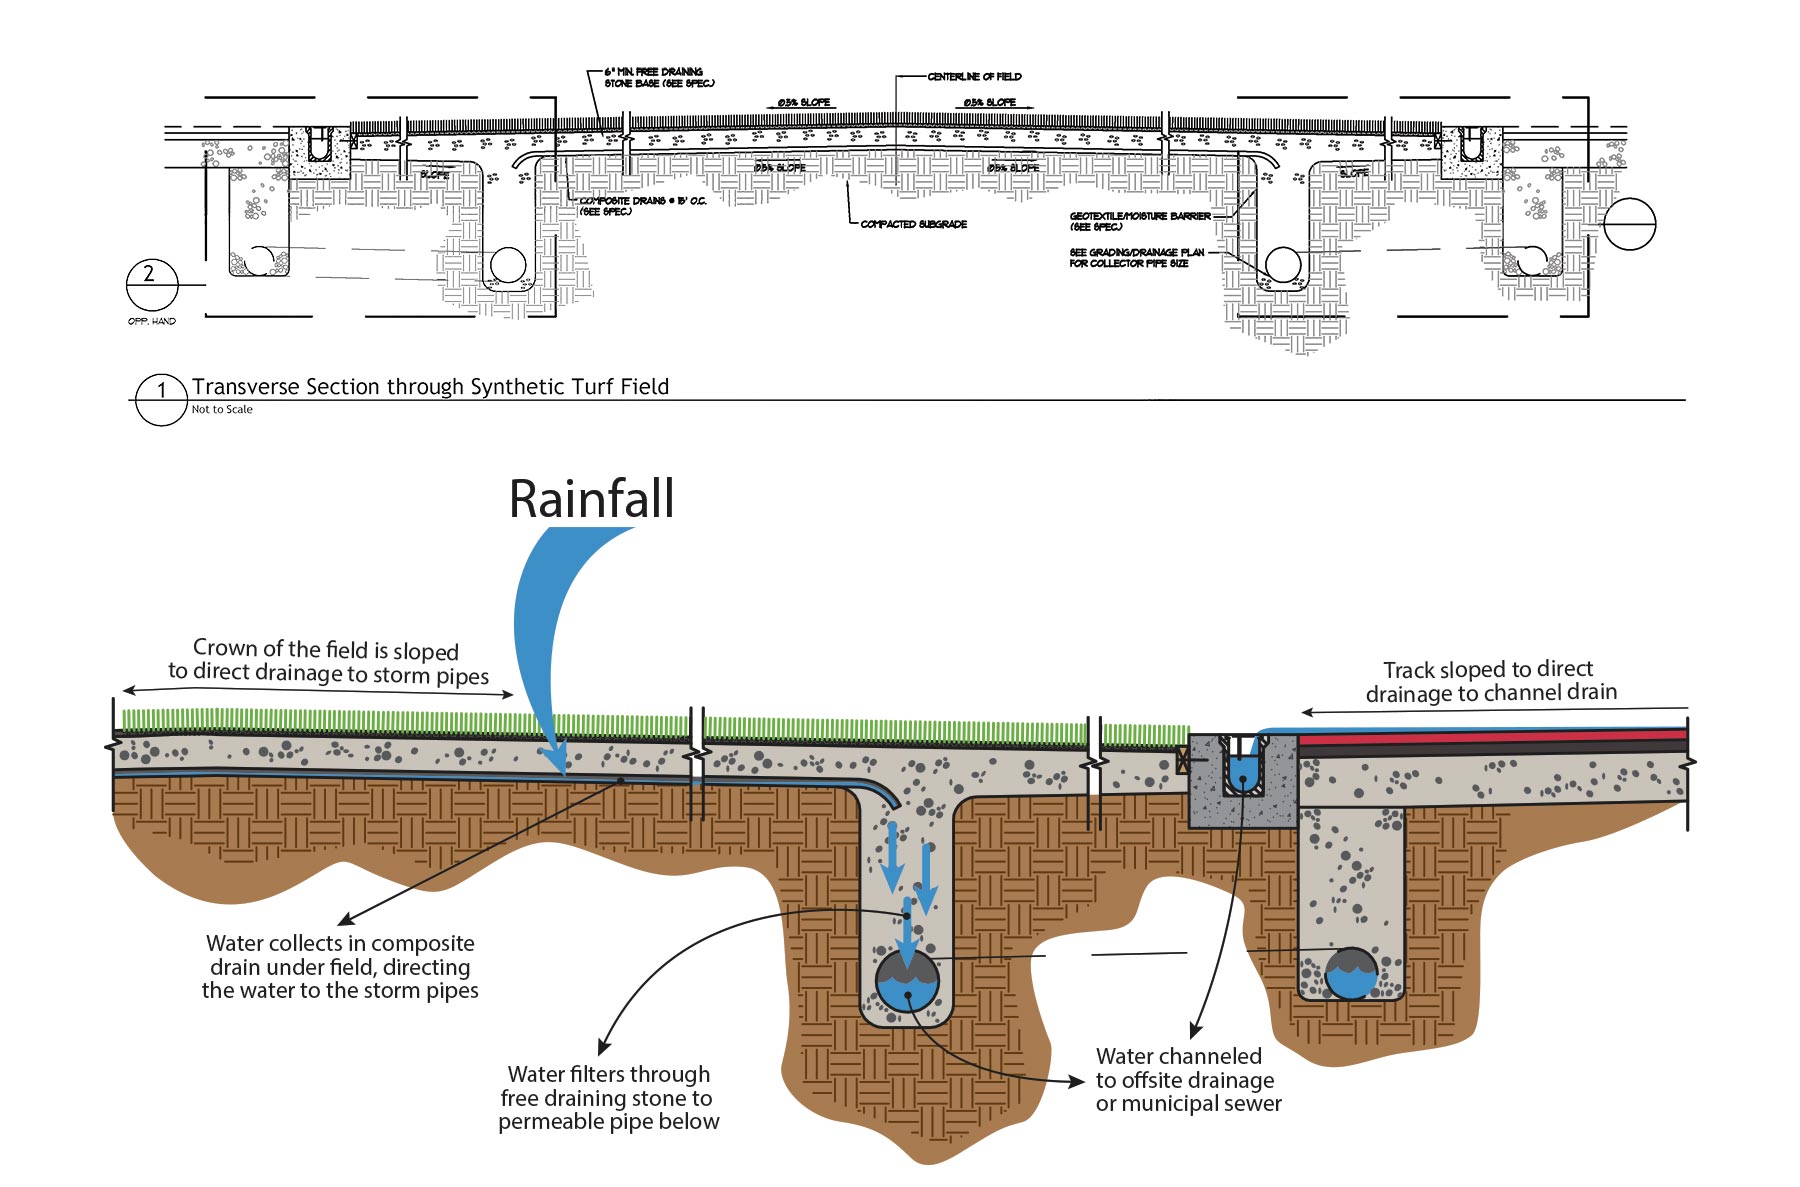 6" MIN. FREE DRAINING
STONE BASE (SEE SPEC.)
CENTERLINE OF FIELD
0.5% SLOPE
0.5% SLOPE
SLOPE
0.5% SLOPE
0.5% SLOPE
SLOPE
COMPOSITE DRAINS @ 15' O.C.
(SEE SPEC.)
COMPACTED SUBGRADE
GEOTEXTILE/MOISTURE BARRIER
(SEE SPEC.)
SEE GRADING/DRAINAGE PLAN
FOR COLLECTOR PIPE SIZE
2
OPP. HAND
1
Transverse Section through Synthetic Turf Field
Not to Scale
Rainfall
Crown of the field is sloped
to direct drainage to storm pipes
Track sloped to direct
drainage to channel drain
Water collects in composite
drain under field, directing
the water to the storm pipes
Water filters through
free draining stone to
permeable pipe below
Water channeled
to offsite drainage
or municipal sewer